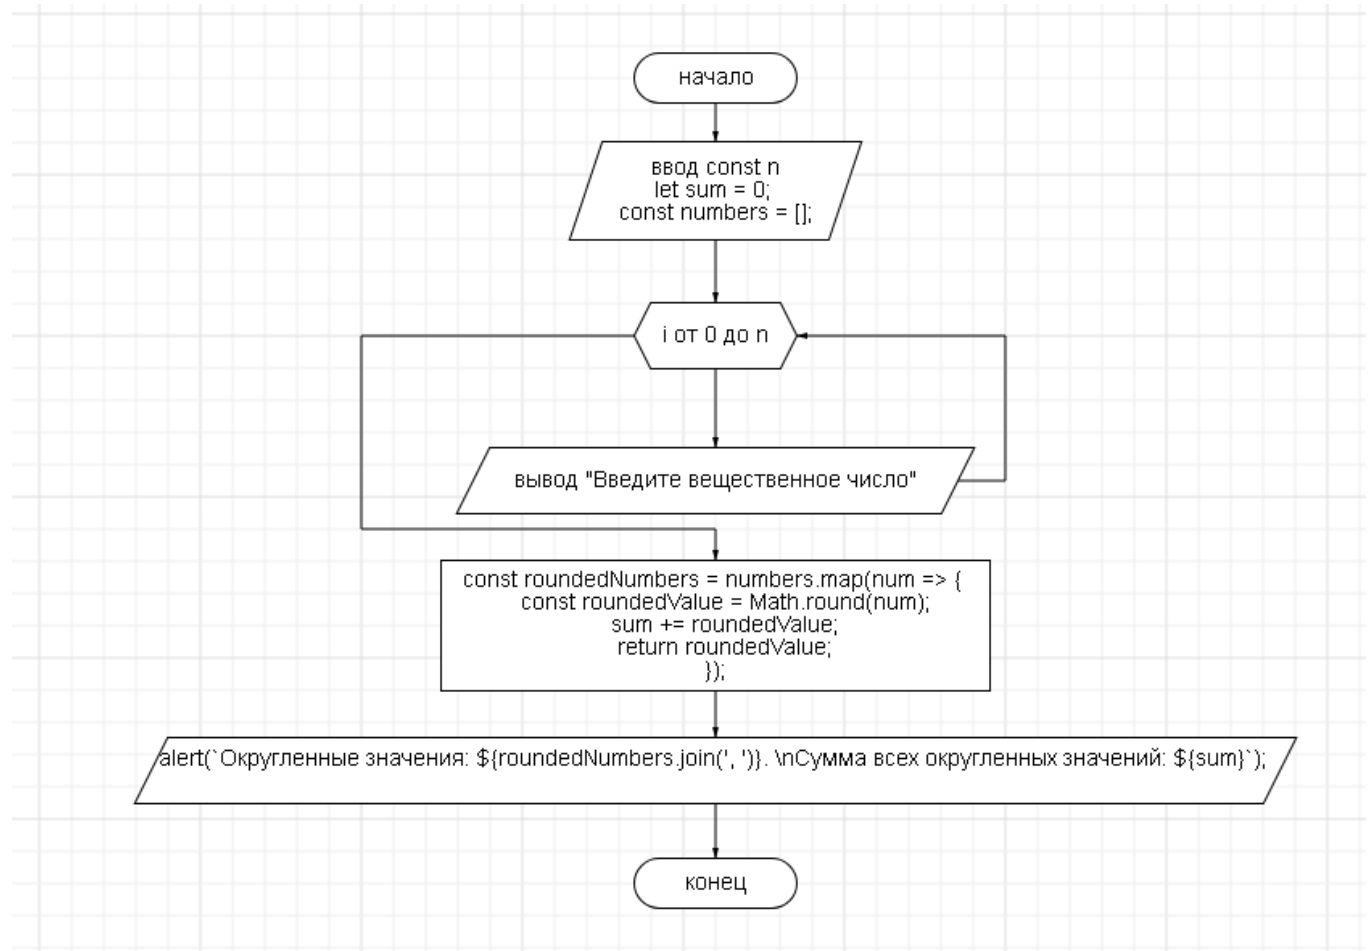 начало
ввод const n
let sum = 0;
const numbers = [];
i от 0 до n
вывод "Введите вещественное число"
const roundedNumbers = numbers.map(num => {
const roundedValue = Math.round(num);
sum += roundedValue;
return roundedValue;
});
alert(`Округленные значения: ${roundedNumbers.join(', ')}. \nСумма всех округленных значений: ${sum}`);
конец